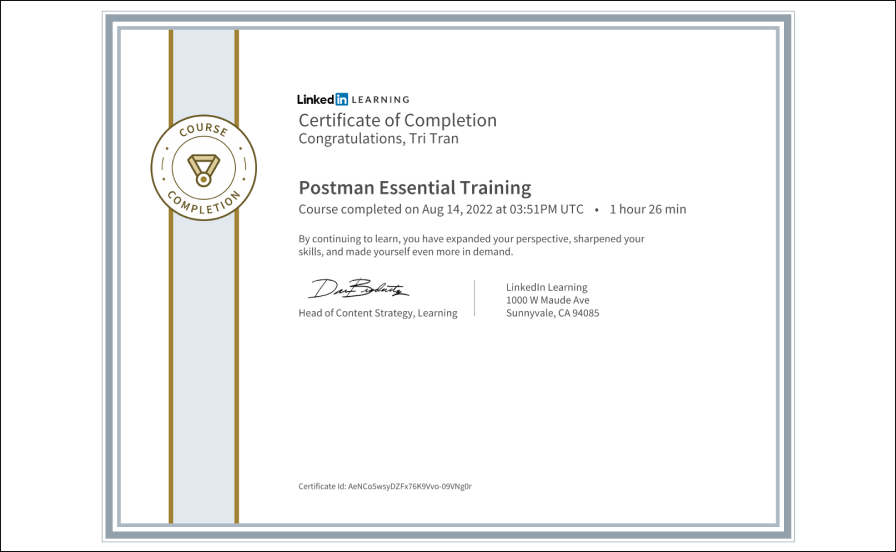 COURSE
COMPLETION
Linked in LEARNING
Certificate of Completion
Congratulations, Tri Tran
Postman Essential Training
Course completed on Aug 14, 2022 at 03:51PM UTC • 1 hour 26 min
By continuing to learn, you have expanded your perspective, sharpened your
skills, and made yourself even more in demand.
Head of Content Strategy, Learning
LinkedIn Learning
1000 W Maude Ave
Sunnyvale, CA 94085
Certificate Id: AeNCo5wsyDZFx76K9Vvo-09VNg0r